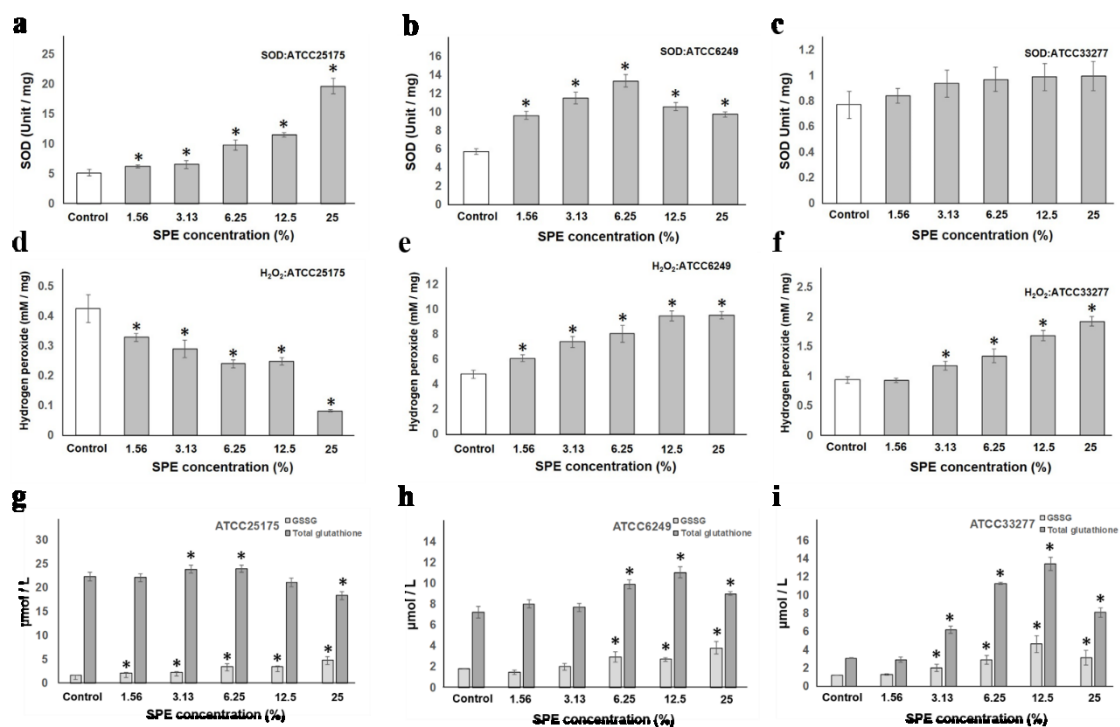 a
SOD:ATCC25175
SOD (Unit / mg)
25
20
15
10
5
0
* * * * *
Control 1.56 3.13 6.25 12.5 25
SPE concentration (%)
b
SOD:ATCC6249
SOD (Unit / mg)
16
14
12
10
8
6
4
2
0
* * * * *
Control 1.56 3.13 6.25 12.5 25
SPE concentration (%)
c
SOD:ATCC33277
SOD Umit / mg)
1.2
1
0.8
0.6
0.4
0.2
0
Control 1.56 3.13 6.25 12.5 25
SPE concentration (%)
d
H₂O₂:ATCC25175
Hydrogen peroxide (mM / mg)
0.5
0.4
0.3
0.2
0.1
0
* * * * *
Control 1.56 3.13 6.25 12.5 25
SPE concentration (%)
e
H₂O₂:ATCC6249
Hydrogen peroxide (mM / mg)
12
10
8
6
4
2
0
* * * * *
Control 1.56 3.13 6.25 12.5 25
SPE concentration (%)
f
H₂O₂:ATCC33277
Hydrogen peroxide (mM / mg)
2.5
2
1.5
1
0.5
0
* * * *
Control 1.56 3.13 6.25 12.5 25
SPE concentration (%)
g
ATCC25175
GSSG
Total glutathione
µmol / L
30
25
20
15
10
5
0
* * *
* * * * *
Control 1.56 3.13 6.25 12.5 25
SPE concentration (%)
h
ATCC6249
GSSG
Total glutathione
µmol / L
14
12
10
8
6
4
2
0
* * *
* * *
Control 1.56 3.13 6.25 12.5 25
SPE concentration (%)
i
ATCC33277
GSSG
Total glutathione
µmol / L
16
14
12
10
8
6
4
2
0
* * * *
* * * *
Control 1.56 3.13 6.25 12.5 25
SPE concentration (%)